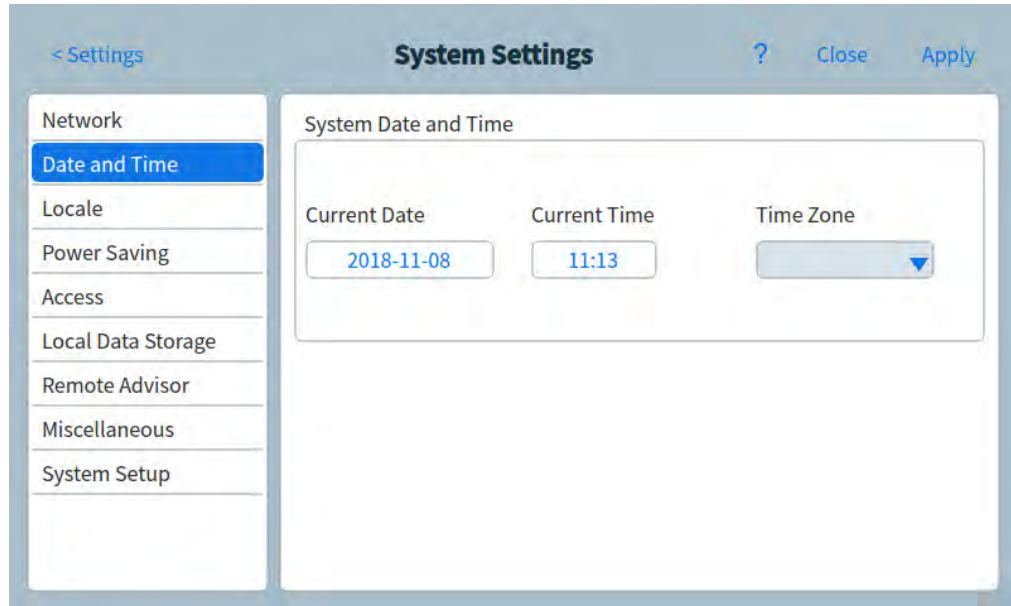 < Settings
System Settings
?
Close
Apply
Network
Date and Time
Locale
Power Saving
Access
Local Data Storage
Remote Advisor
Miscellaneous
System Setup
System Date and Time
Current Date
Current Time
Time Zone
2018-11-08
11:13